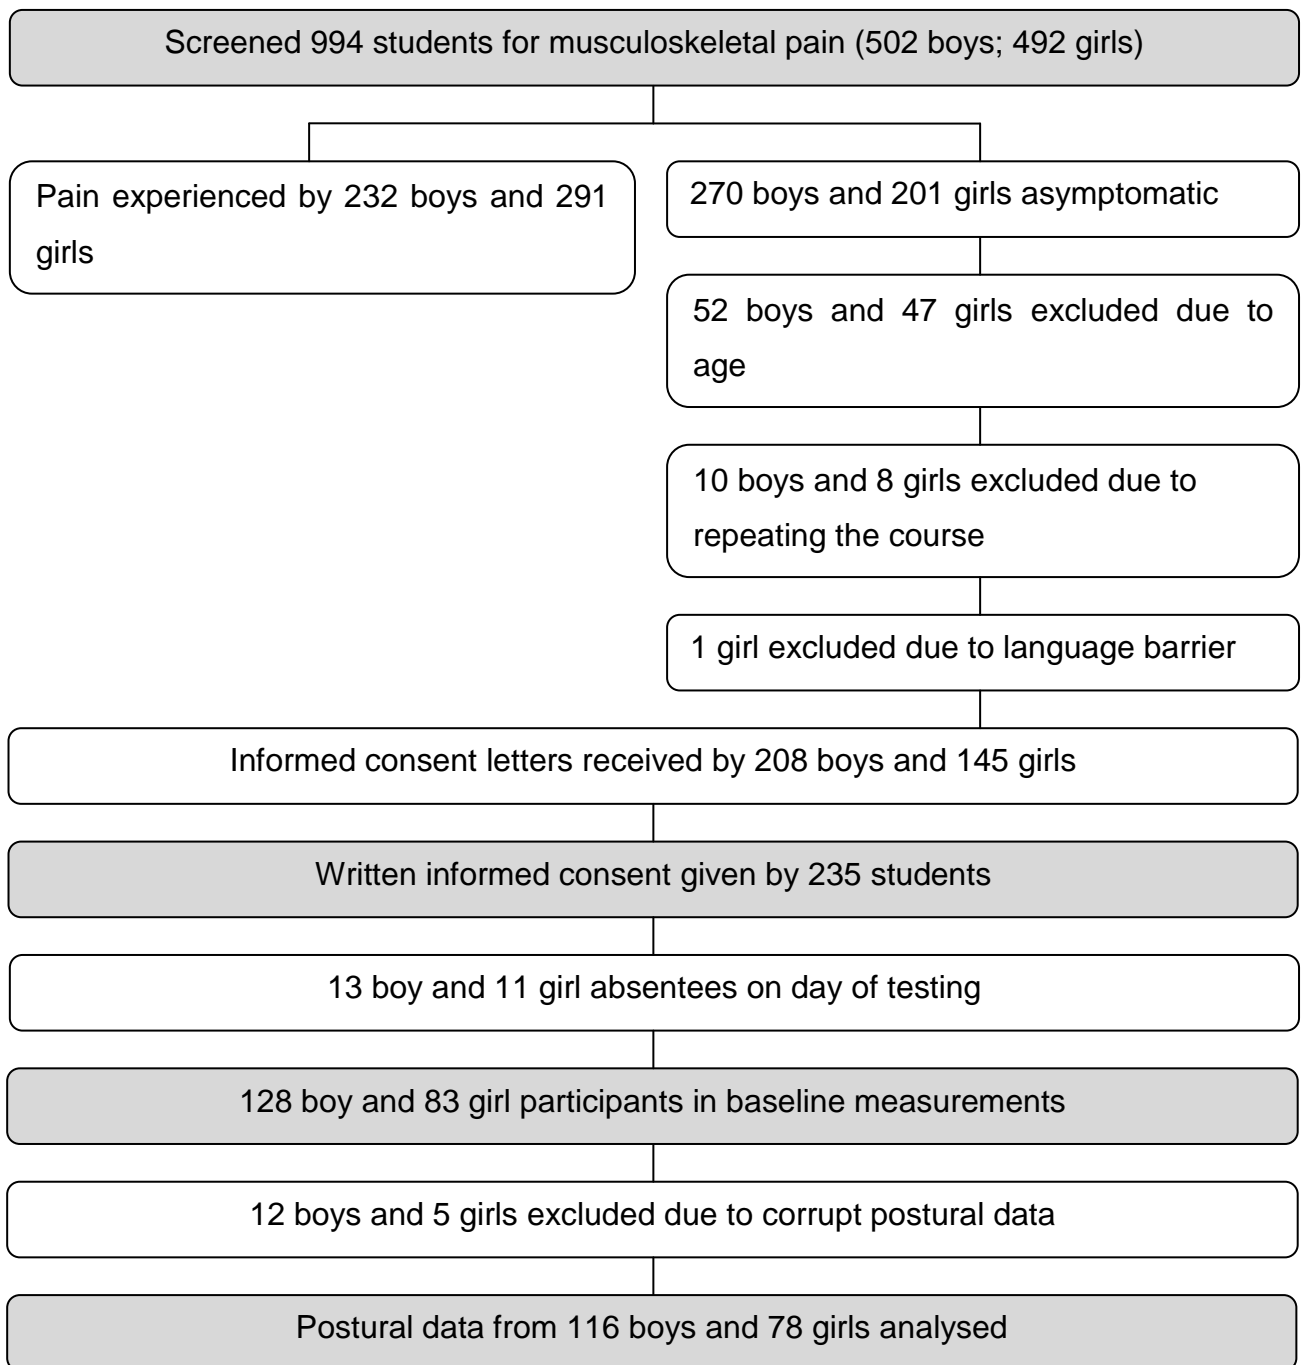 Screened 994 students for musculoskeletal pain (502 boys; 492 girls)
Pain experienced by 232 boys and 291
girls
270 boys and 201 girls asymptomatic
52 boys and 47 girls excluded due to
age
10 boys and 8 girls excluded due to
repeating the course
1 girl excluded due to language barrier
Informed consent letters received by 208 boys and 145 girls
Written informed consent given by 235 students
13 boy and 11 girl absentees on day of testing
128 boy and 83 girl participants in baseline measurements
12 boys and 5 girls excluded due to corrupt postural data
Postural data from 116 boys and 78 girls analysed